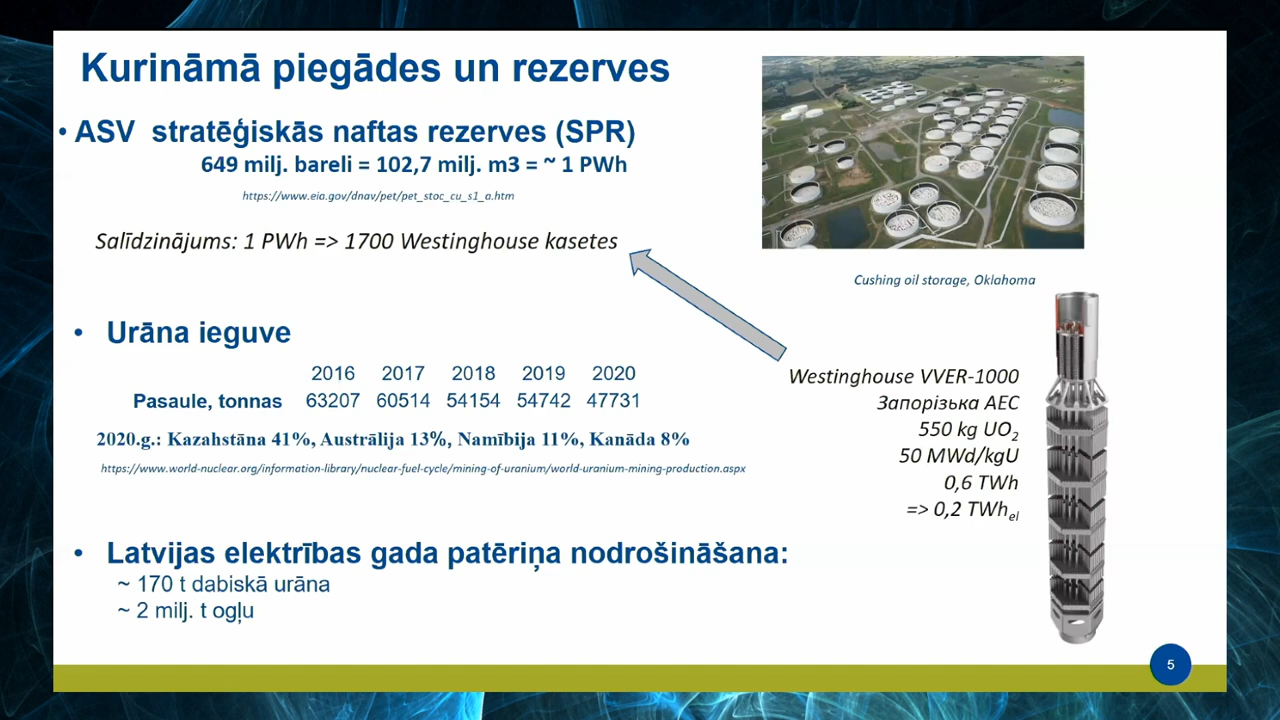 Kurināmā piegādes un rezerves
• ASV stratēģiskās naftas rezerves (SPR)
649 milj. bareli = 102,7 milj. m3 = ~ 1 PWh
https://www.eia.gov/dnav/pet/pet_stoc_cu_s1_a.htm
Salīdzinājums: 1 PWh => 1700 Westinghouse kasetes
Cushing oil storage, Oklahoma
• Urāna ieguve
2016 2017 2018 2019 2020
Pasaule, tonnas 63207 60514 54154 54742 47731
2020.g.: Kazahstāna 41%, Austrālija 13%, Namībija 11%, Kanāda 8%
https://www.world-nuclear.org/information-library/nuclear-fuel-cycle/mining-of-uranium/world-uranium-mining-production.aspx
Westinghouse VVER-1000
Запорізька АЕС
550 kg UO2
50 MWd/kgU
0,6 TWh
=> 0,2 TWhel
• Latvijas elektrības gada patēriņa nodrošināšana:
~ 170 t dabiskā urāna
~ 2 milj. t ogļu
5